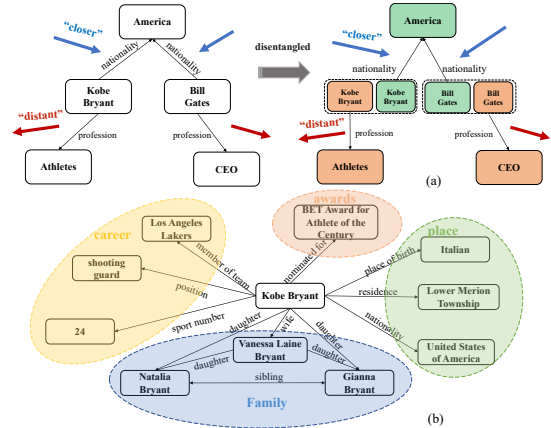 America
"closer"
nationality
nationality
Kobe
Bryant
Bill
Gates
"distant"
profession
profession
Athletes
CEO
disentangled
America
"closer"
nationality
nationality
Kobe
Bryant
Kobe
Bryant
Bill
Gates
Bill
Gates
"distant"
profession
profession
Athletes
CEO
(a)
awards
BET Award for
Athlete of the
Century
career
Los Angeles
Lakers
shooting
guard
24
place
Italian
Lower Merion
Township
United States
of America
member of team
position
sport number
nominated for
place of birth
residence
nationality
Kobe Bryant
daughter
wife
daughter
Vanessa Laine
Bryant
daughter
daughter
Natalia
Bryant
sibling
Gianna
Bryant
Family
(b)